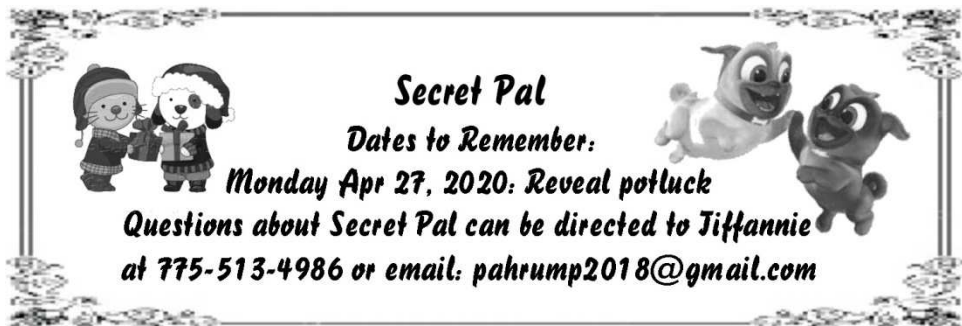 Secret Pal
Dates to Remember:
Monday Apr 27, 2020: Reveal potluck
Questions about Secret Pal can be directed to Tiffannie
at 775-513-4986 or email: pahrump2018@gmail.com